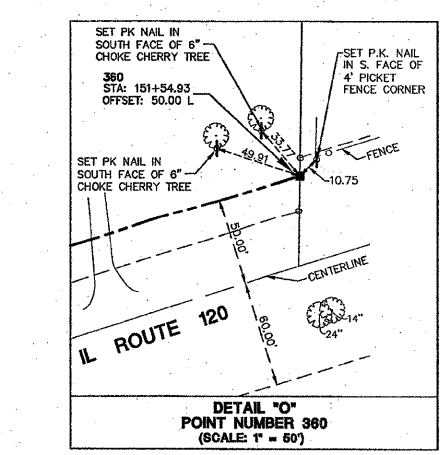 SET PK NAIL IN
SOUTH FACE OF 6"
CHOKE CHERRY TREE
360
STA: 151+54.93
OFFSET: 50.00 L
SET P.K. NAIL
IN S. FACE OF
4' PICKET
FENCE CORNER
33.77
49.91
FENCE
SET PK NAIL IN
SOUTH FACE OF 6"
CHOKE CHERRY TREE
10.75
50.00'
CENTERLINE
60.00'
IL ROUTE 120
14"
24"
DETAIL "O"
POINT NUMBER 360
(SCALE: 1" = 50')